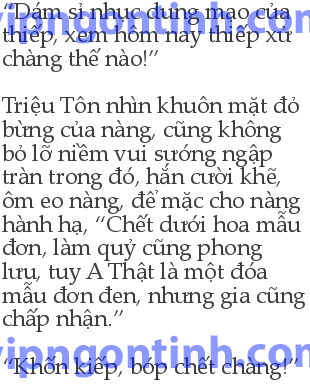 “Dám sỉ nhục dung mạo của
thiếp, xem hôm nay thiếp xử
chàng thế nào!”
Triệu Tôn nhìn khuôn mặt đỏ
bừng của nàng, cũng không
bỏ lỡ niềm vui sướng ngập
tràn trong đó, hắn cười khẽ,
ôm eo nàng, để mặc cho nàng
hành hạ, “Chết dưới hoa mẫu
đơn, làm quỷ cũng phong
lưu, tuy A Thật là một đóa
mẫu đơn đen, nhưng gia cũng
chấp nhận.”
“Khốn kiếp, bóp chết chàng!”
vipngontinh.com
vipngontinh.com